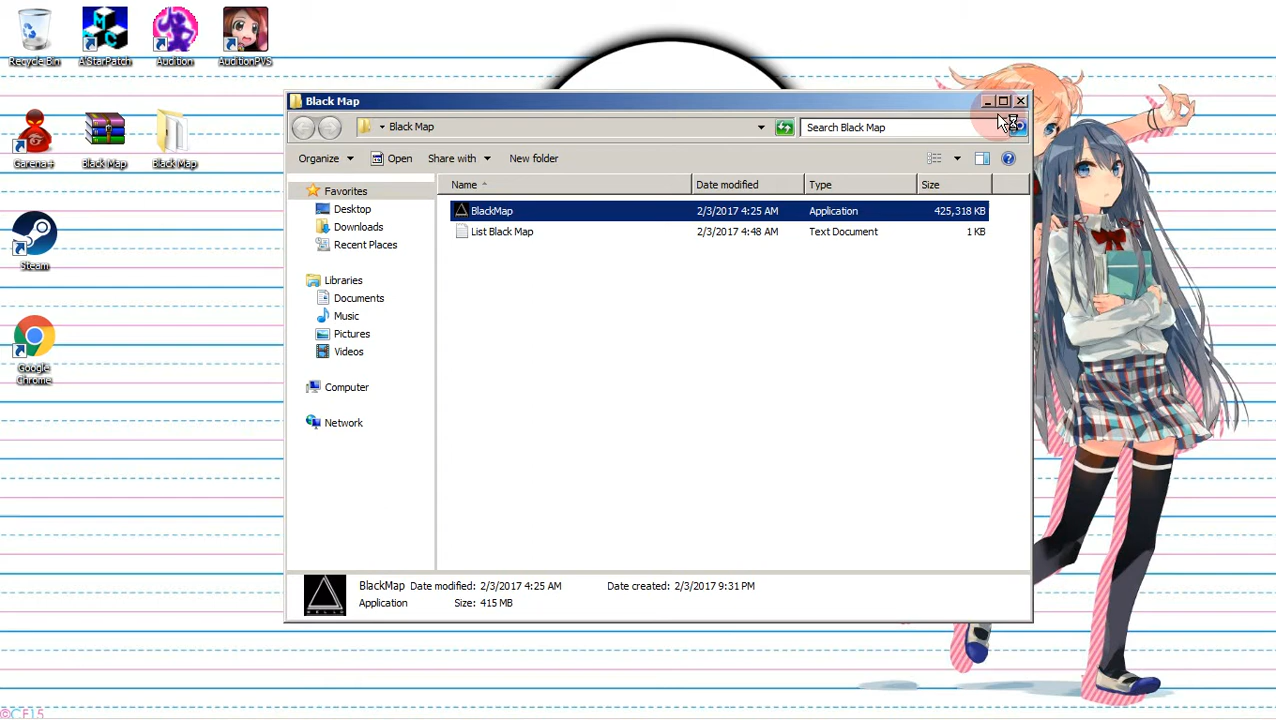 Recycle Bin
A'StarPatch
Audition
AuditionPVS
Garena+
Black Map
Black Map
Steam
Google
Chrome
Black Map
Black Map
Search Black Map
Organize Open Share with New folder
Name Date modified Type Size
BlackMap 2/3/2017 4:25 AM Application 425,318 KB
List Black Map 2/3/2017 4:48 AM Text Document 1 KB
Favorites
Desktop
Downloads
Recent Places
Libraries
Documents
Music
Pictures
Videos
Computer
Network
BlackMap Date modified: 2/3/2017 4:25 AM Date created: 2/3/2017 9:31 PM
Application Size: 415 MB